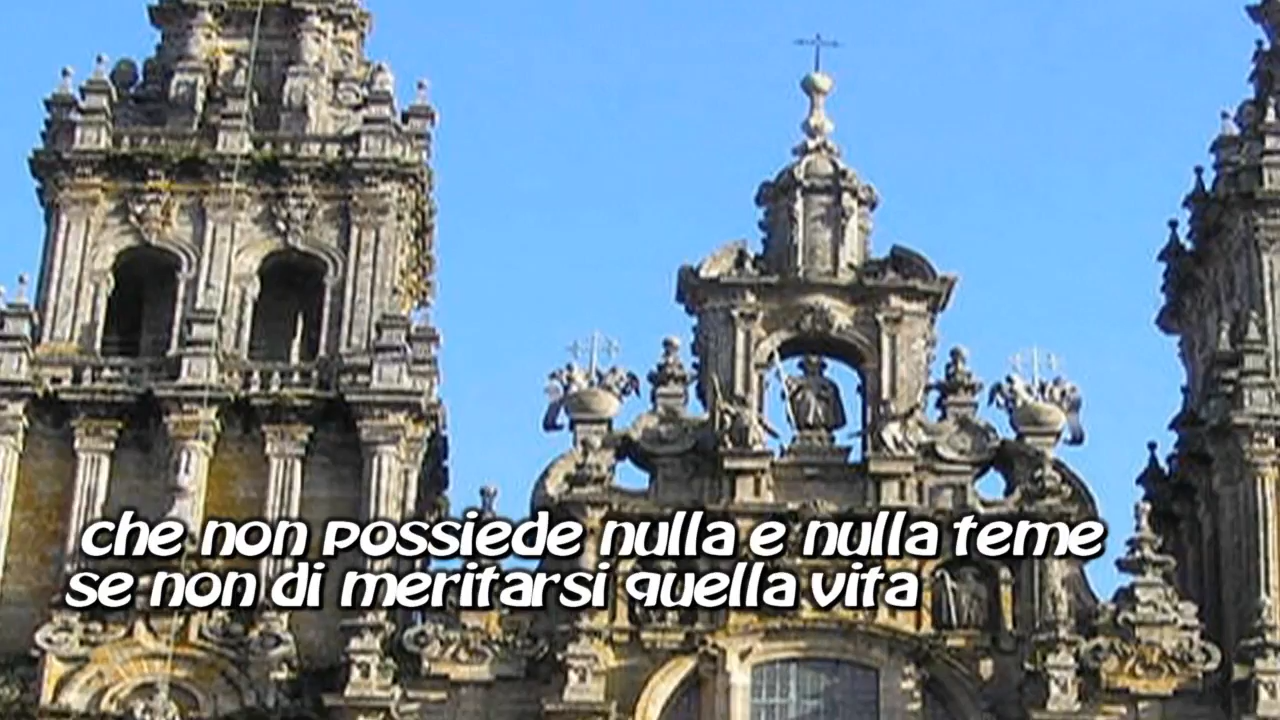 che non possiede nulla e nulla teme
se non di meritarsi quella vita